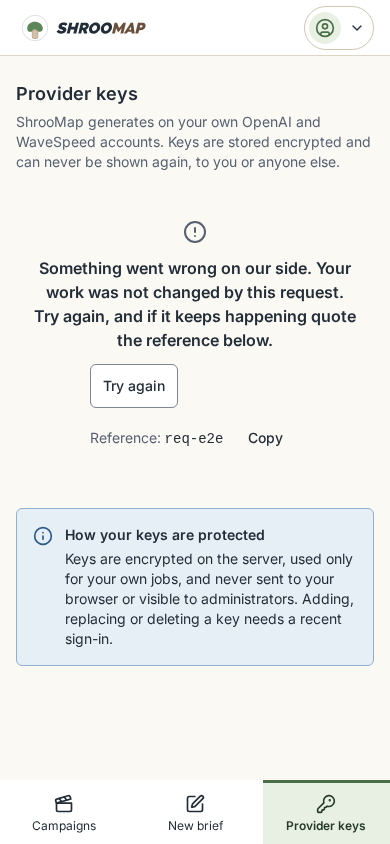 SHROOMAP
Provider keys
ShrooMap generates on your own OpenAI and
WaveSpeed accounts. Keys are stored encrypted and
can never be shown again, to you or anyone else.
Something went wrong on our side. Your
work was not changed by this request.
Try again, and if it keeps happening quote
the reference below.
Try again
Reference: req-e2e Copy
How your keys are protected
Keys are encrypted on the server, used only
for your own jobs, and never sent to your
browser or visible to administrators. Adding,
replacing or deleting a key needs a recent
sign-in.
Campaigns New brief Provider keys